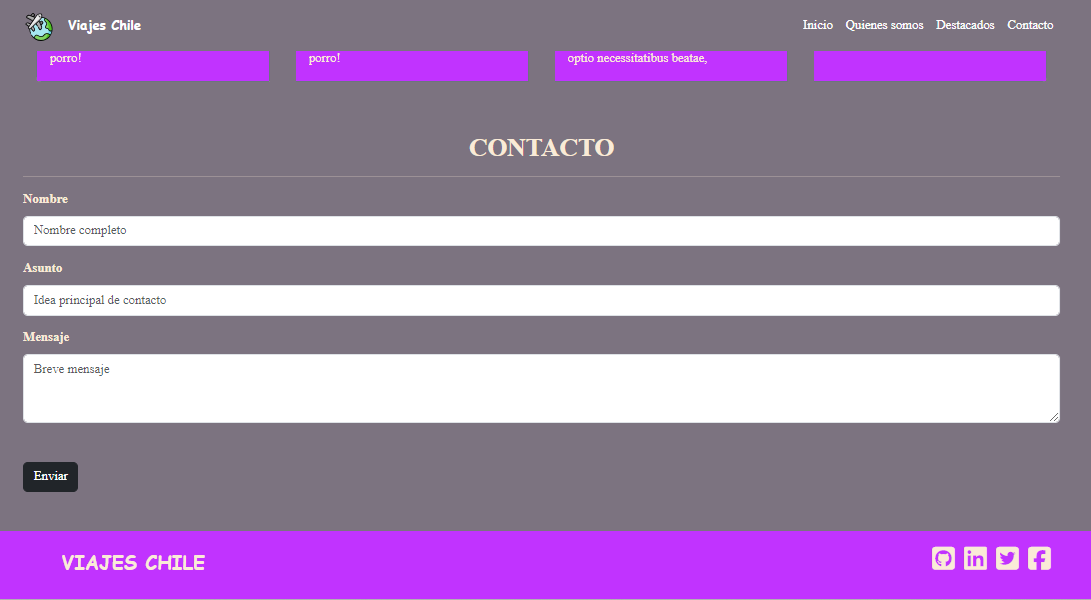 Viajes Chile
Inicio Quienes somos Destacados Contacto
porro! porro! optio necessitatibus beatae,
CONTACTO
Nombre
Nombre completo
Asunto
Idea principal de contacto
Mensaje
Breve mensaje
Enviar
VIAJES CHILE